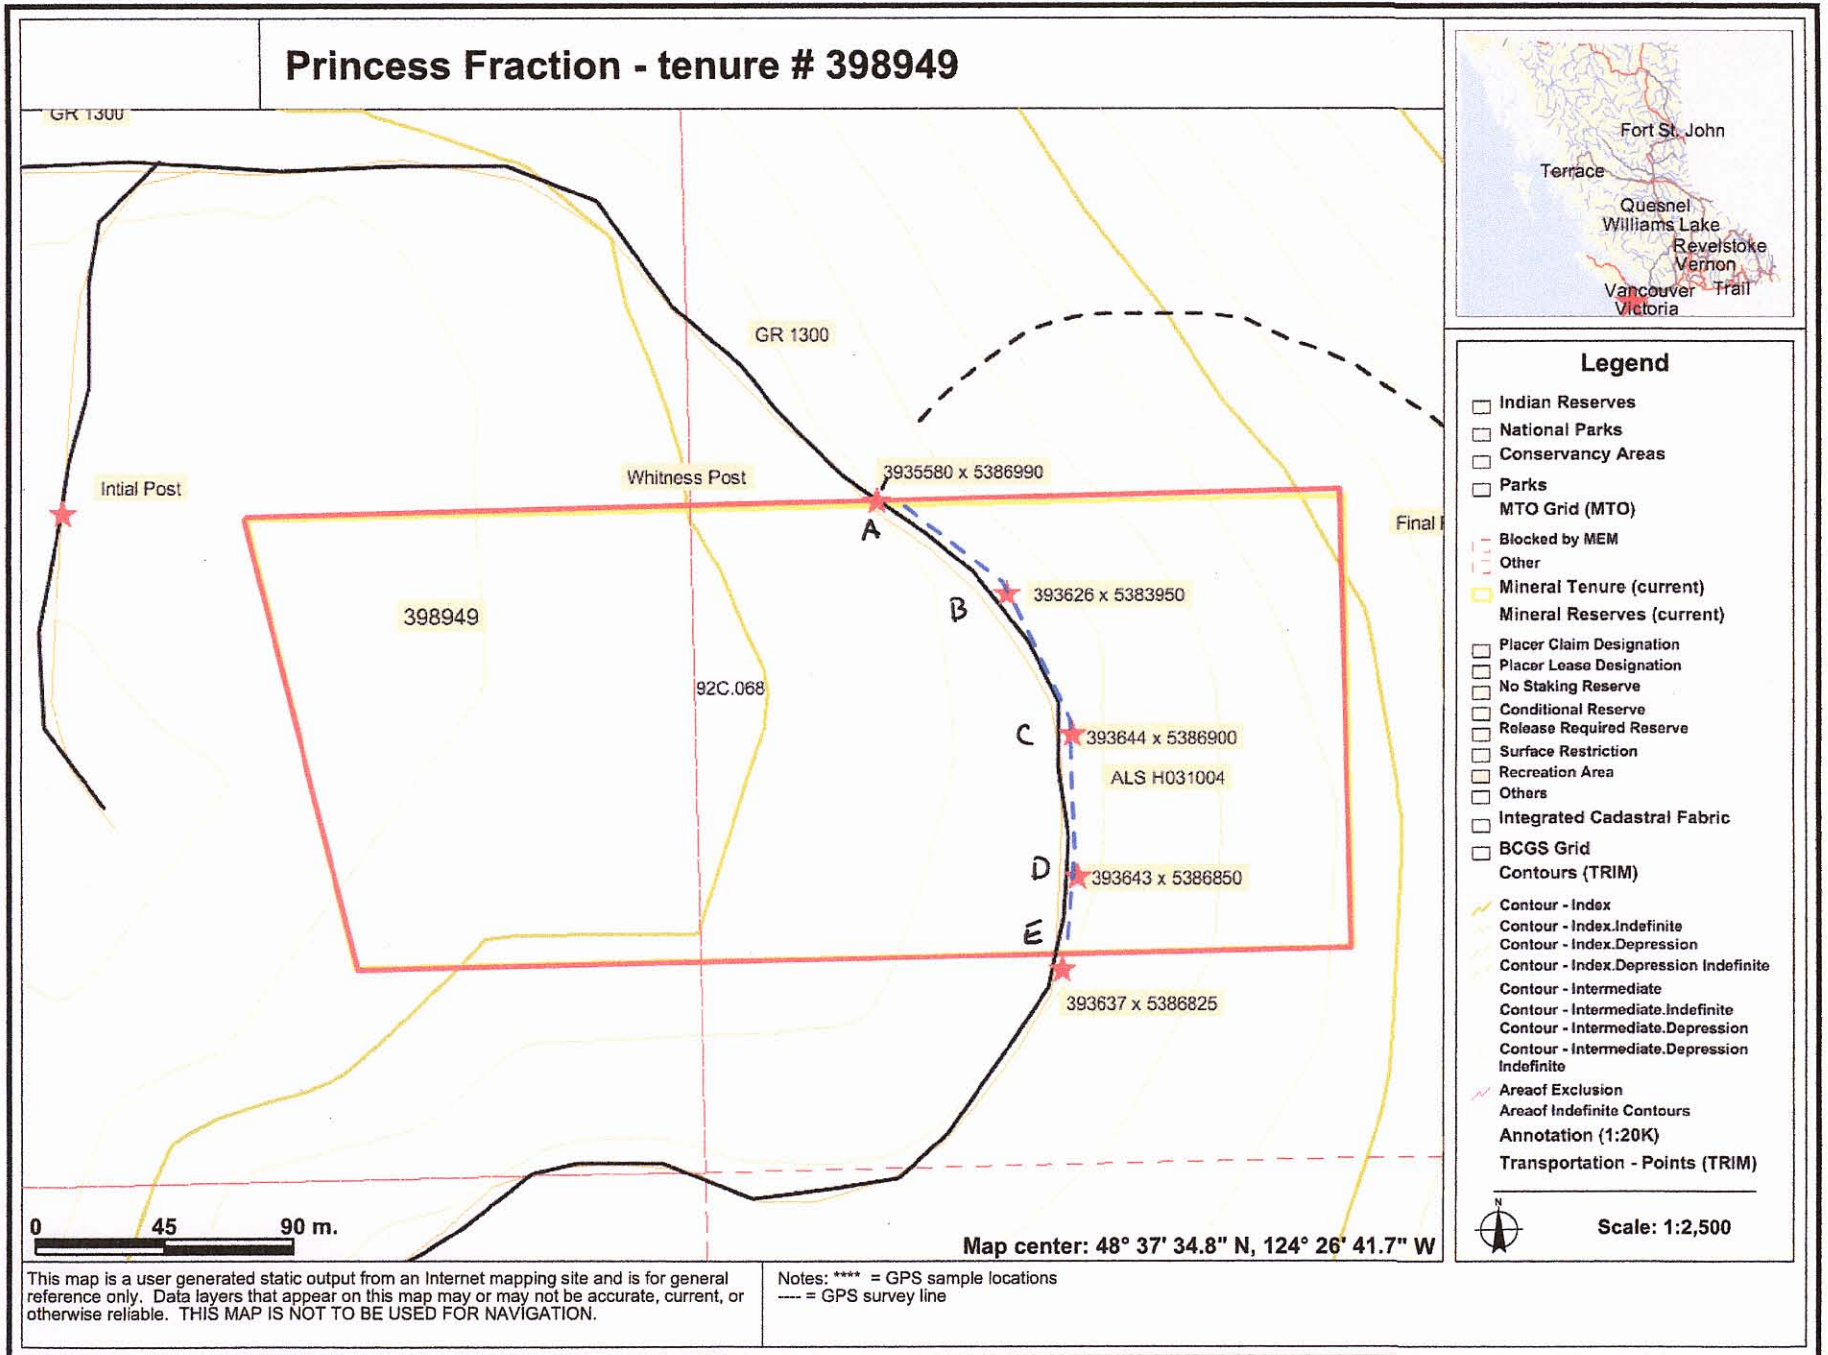 Princess Fraction - tenure # 398949
GR 1300
GR 1300
3935580 x 5386990
Whitness Post
Intial Post
A
Final
393626 x 5383950
B
398949
92C.068
C
393644 x 5386900
ALS H031004
D
393643 x 5386850
E
393637 x 5386825
0 45 90 m.
Map center: 48° 37' 34.8" N, 124° 26' 41.7" W
Fort St. John
Terrace
Quesnel
Williams Lake
Revelstoke
Vernon
Vancouver Trail
Victoria
Legend
Indian Reserves
National Parks
Conservancy Areas
Parks
MTO Grid (MTO)
Blocked by MEM
Other
Mineral Tenure (current)
Mineral Reserves (current)
Placer Claim Designation
Placer Lease Designation
No Staking Reserve
Conditional Reserve
Release Required Reserve
Surface Restriction
Recreation Area
Others
Integrated Cadastral Fabric
BCGS Grid
Contours (TRIM)
Contour - Index
Contour - Index.Indefinite
Contour - Index.Depression
Contour - Index.Depression Indefinite
Contour - Intermediate
Contour - Intermediate.Indefinite
Contour - Intermediate.Depression
Contour - Intermediate.Depression
Indefinite
Areaof Exclusion
Areaof Indefinite Contours
Annotation (1:20K)
Transportation - Points (TRIM)
N
Scale: 1:2,500
This map is a user generated static output from an Internet mapping site and is for general
reference only. Data layers that appear on this map may or may not be accurate, current, or
otherwise reliable. THIS MAP IS NOT TO BE USED FOR NAVIGATION.
Notes: **** = GPS sample locations
---- = GPS survey line